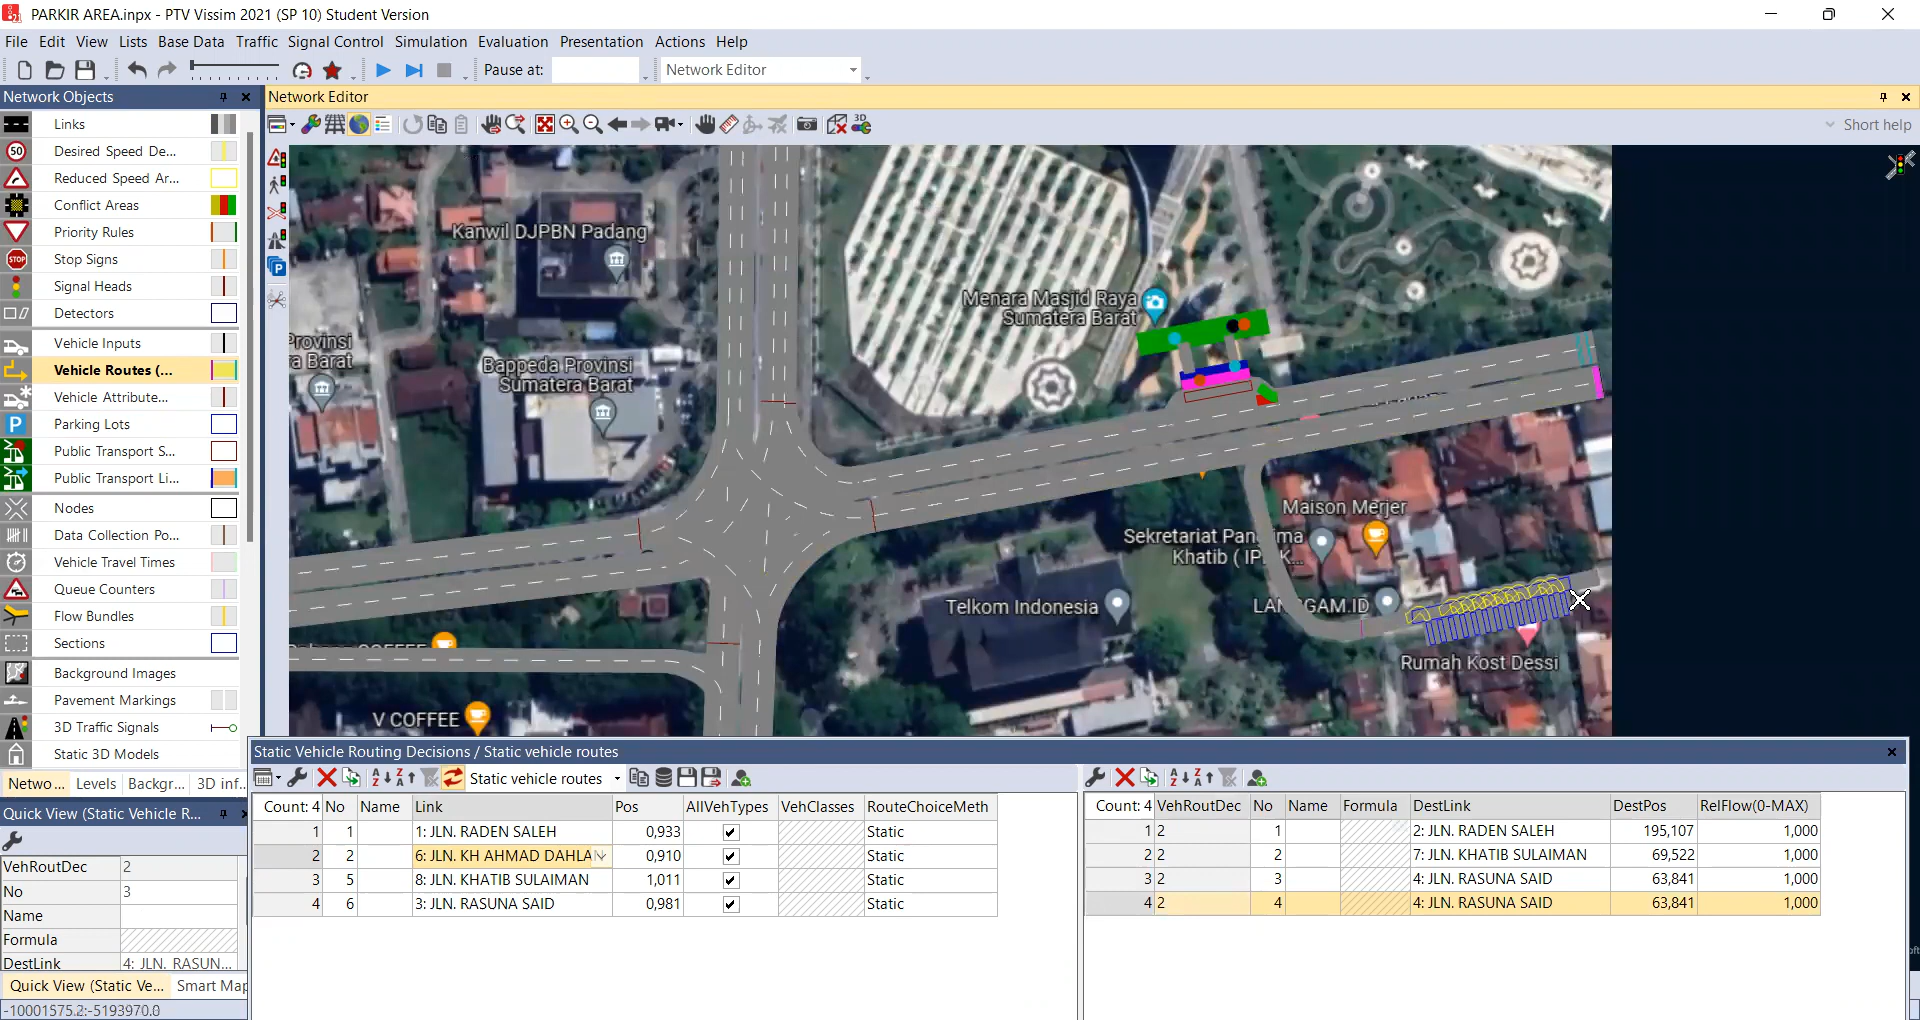 PARKIR AREA.inpx - PTV Vissim 2021 (SP 10) Student Version
File Edit View Lists Base Data Traffic Signal Control Simulation Evaluation Presentation Actions Help
Pause at: Network Editor
Network Objects
Network Editor
Short help
Links
Desired Speed De...
Reduced Speed Ar...
Conflict Areas
Priority Rules
Stop Signs
Signal Heads
Detectors
Vehicle Inputs
Vehicle Routes (...
Vehicle Attribute...
Parking Lots
Public Transport S...
Public Transport Li...
Nodes
Data Collection Po...
Vehicle Travel Times
Queue Counters
Flow Bundles
Sections
Background Images
Pavement Markings
3D Traffic Signals
Static 3D Models
Netwo... Levels Backgr... 3D inf...
Kanwil DJPBN Padang
Provinsi
ra Barat
Bappeda Provinsi
Sumatera Barat
Menara Masjid Raya
Sumatera Barat
Maison Merjer
Sekretariat Pan ima
Khatib ( IP K...
Telkom Indonesia
LAN GAM.ID
Rumah Kost Dessi
COFFEE
V COFFEE
Quick View (Static Vehicle R...
VehRoutDec 2
No 3
Name
Formula
DestLink 4: JLN. RASUN...
Quick View (Static Ve... Smart Map
-10001575.2:-5193970.0
Static Vehicle Routing Decisions / Static vehicle routes
Static vehicle routes
Count: 4 No Name Link Pos AllVehTypes VehClasses RouteChoiceMeth
1 1 1: JLN. RADEN SALEH 0,933 Static
2 2 6: JLN. KH AHMAD DAHLA 0,910 Static
3 5 8: JLN. KHATIB SULAIMAN 1,011 Static
4 6 3: JLN. RASUNA SAID 0,981 Static
Count: 4 VehRoutDec No Name Formula DestLink DestPos RelFlow(0-MAX)
1 2 1 2: JLN. RADEN SALEH 195,107 1,000
2 2 2 7: JLN. KHATIB SULAIMAN 69,522 1,000
3 2 3 4: JLN. RASUNA SAID 63,841 1,000
4 2 4 4: JLN. RASUNA SAID 63,841 1,000